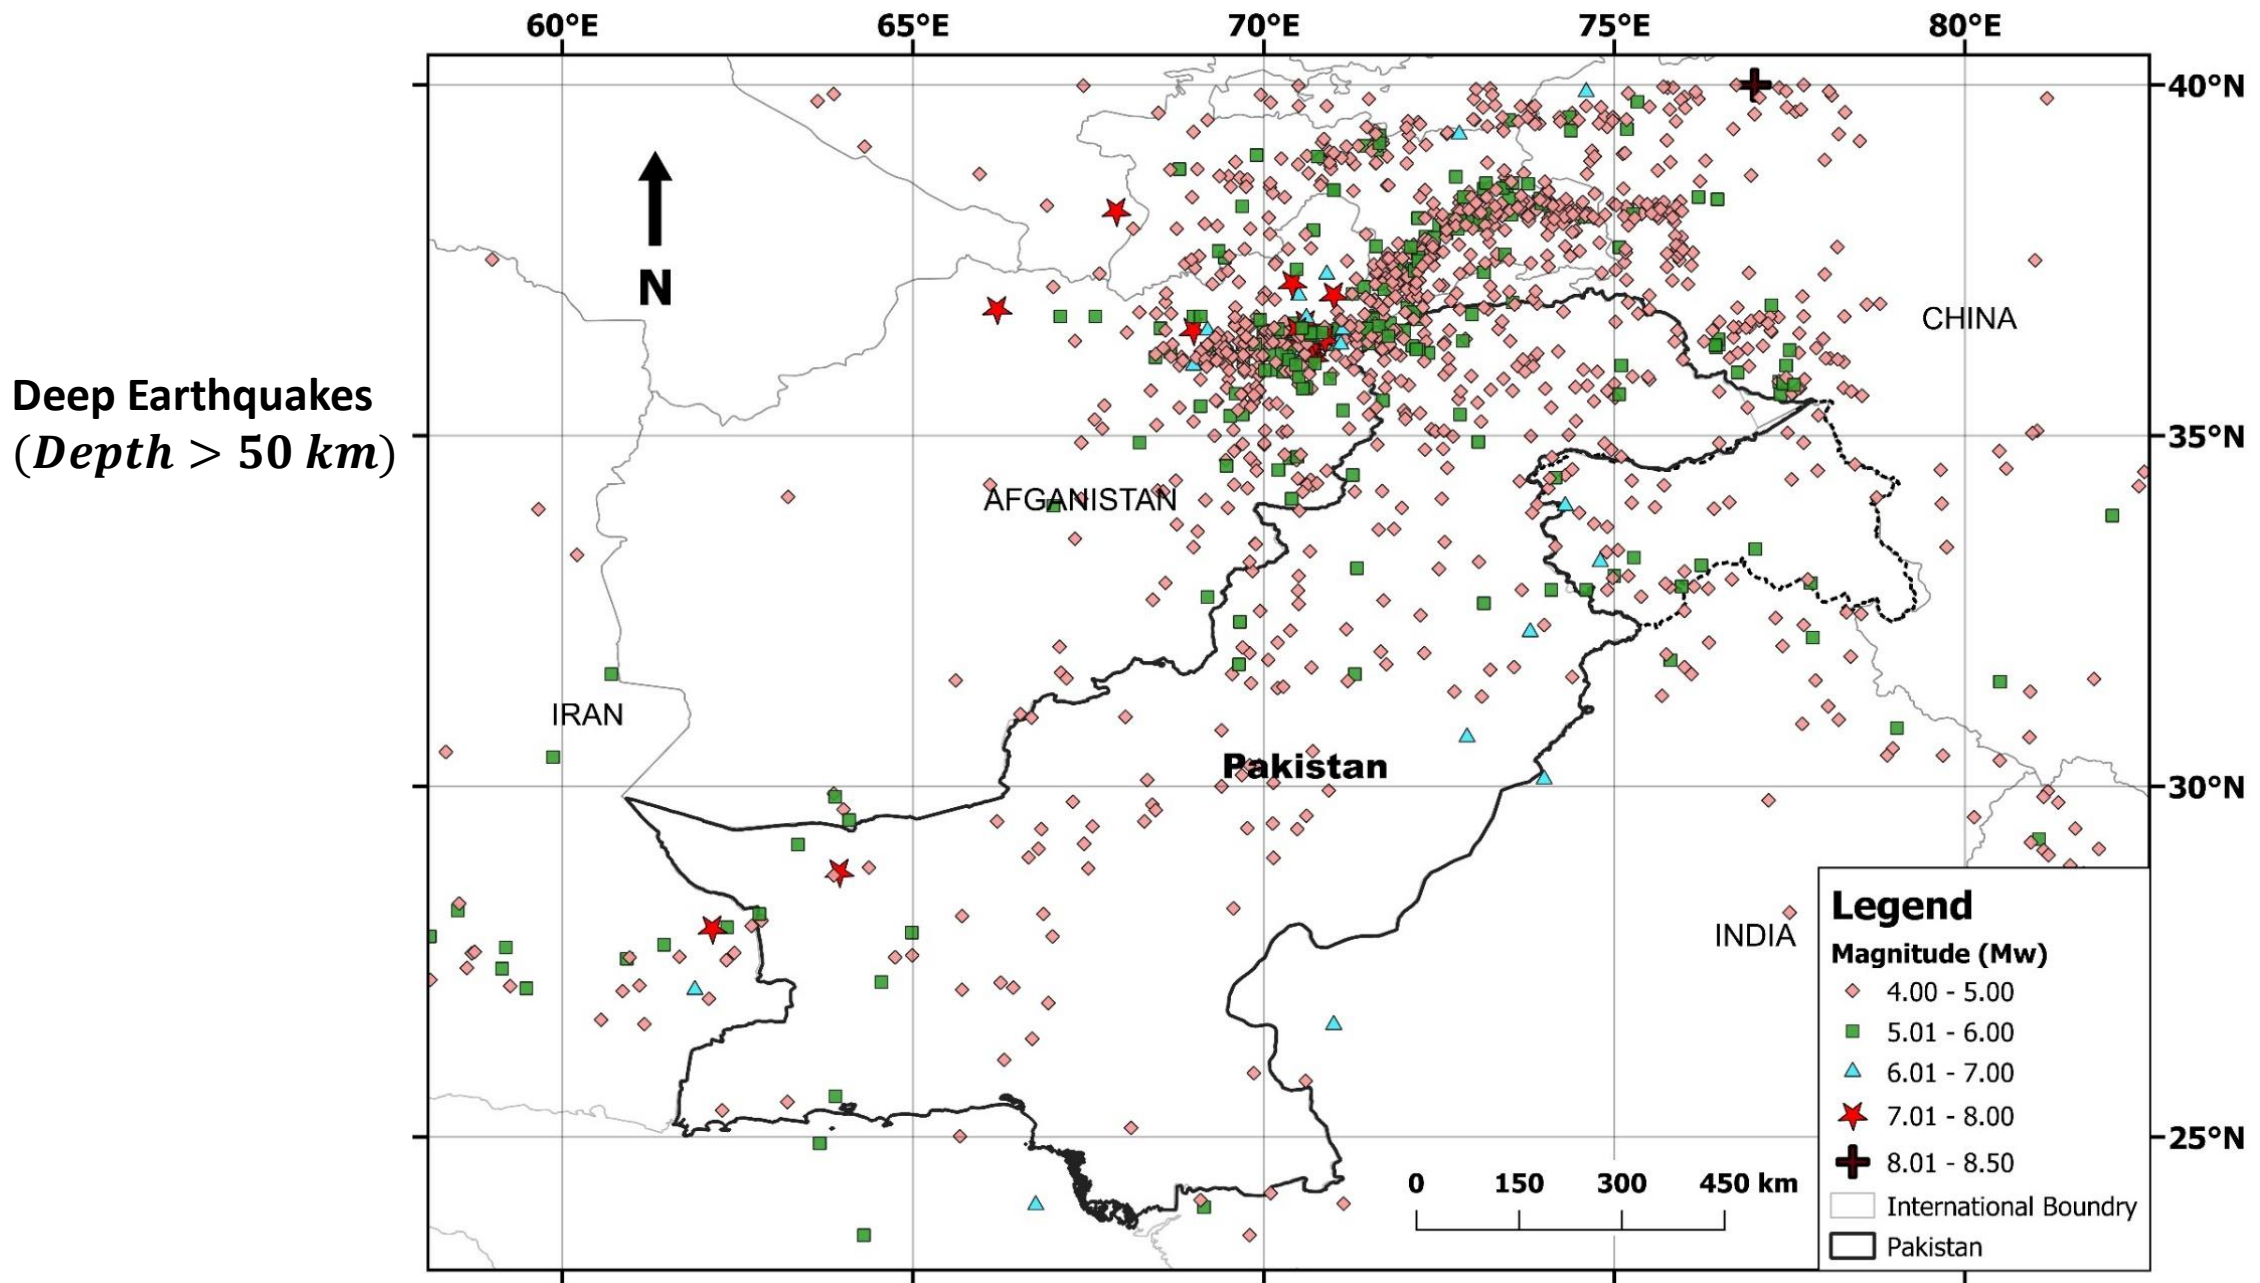 60°E 65°E 70°E 75°E 80°E
40°N
N
CHINA
Deep Earthquakes
(Depth > 50 km)
35°N
AFGANISTAN
IRAN
Pakistan
30°N
INDIA
25°N
0 150 300 450 km
Legend
Magnitude (Mw)
4.00 - 5.00
5.01 - 6.00
6.01 - 7.00
7.01 - 8.00
8.01 - 8.50
International Boundry
Pakistan